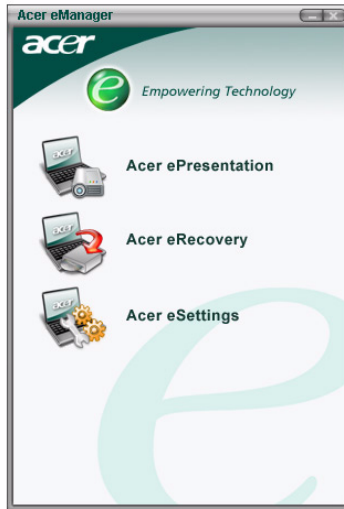 Acer eManager
acer
e
Empowering Technology
Acer ePresentation
Acer eRecovery
Acer eSettings
e